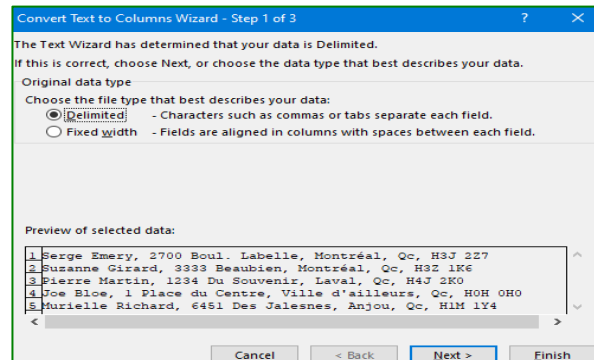 Convert Text to Columns Wizard - Step 1 of 3 ? ×
The Text Wizard has determined that your data is Delimited.
If this is correct, choose Next, or choose the data type that best describes your data.
Original data type
Choose the file type that best describes your data:
Delimited - Characters such as commas or tabs separate each field.
Fixed width - Fields are aligned in columns with spaces between each field.
Preview of selected data:
1 Serge Emery, 2700 Boul. Labelle, Montréal, Qc, H3J 2Z7
2 Suzanne Girard, 3333 Beaubien, Montréal, Qc, H3Z 1K6
3 Pierre Martin, 1234 Du Souvenir, Laval, Qc, H4J 2K0
4 Joe Bloe, 1 Place du Centre, Ville d'ailleurs, Qc, H0H 0H0
5 Murielle Richard, 6451 Des Jalesnes, Anjou, Qc, H1M 1Y4
Cancel < Back Next > Finish